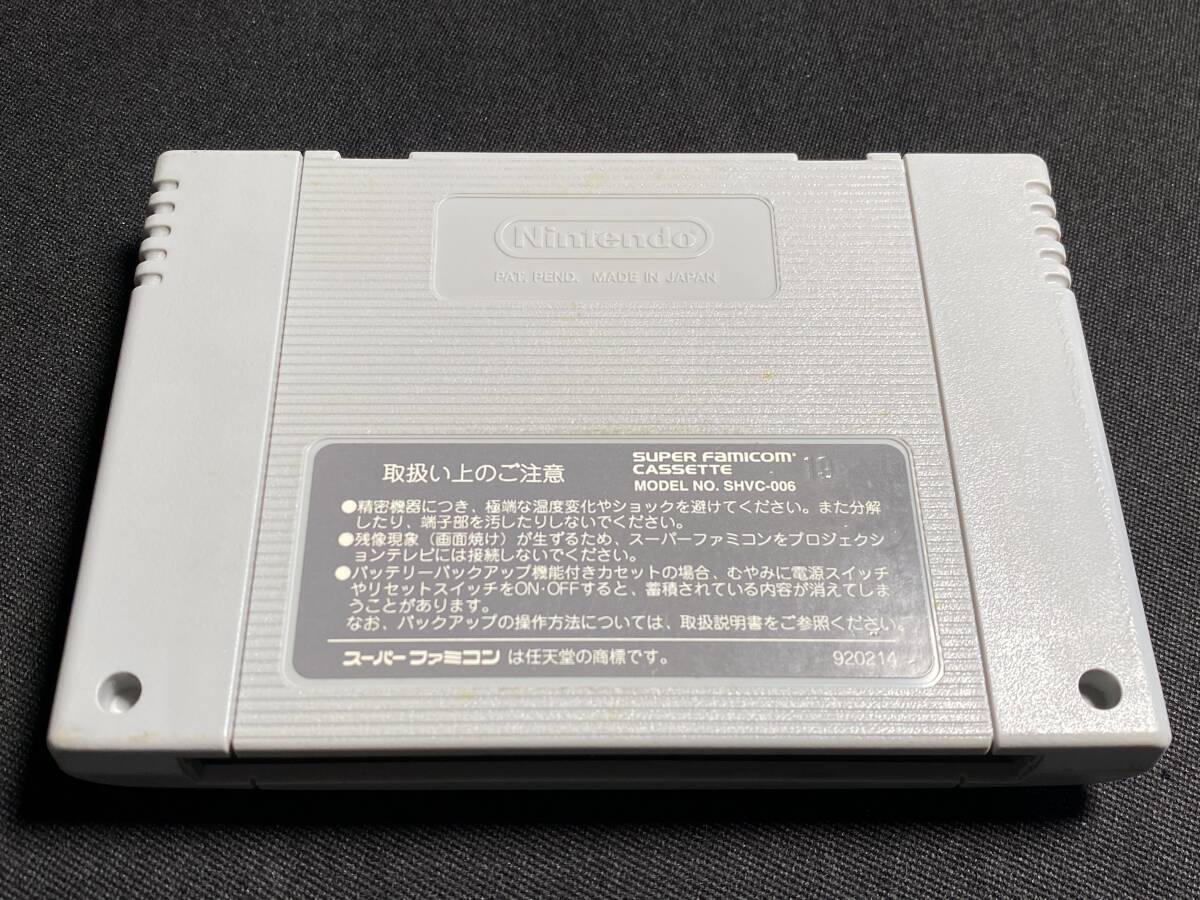 Nintendo
PAT. PEND. MADE IN JAPAN
取扱い上のご注意
SUPER FAMICOM
CASSETTE
MODEL NO. SHVC-006
10
●精密機器につき、極端な温度変化やショックを避けてください。また分解
したり、端子部を汚したりしないでください。
●残像現象（画面焼け）が生ずるため、スーパーファミコンをプロジェクシ
ョンテレビには接続しないでください。
●バッテリーバックアップ機能付きカセットの場合、むやみに電源スイッチ
やリセットスイッチをON·OFFすると、蓄積されている内容が消えてしま
うことがあります。
なお、バックアップの操作方法については、取扱説明書をご参照ください。
スーパーファミコンは任天堂の商標です。
920214